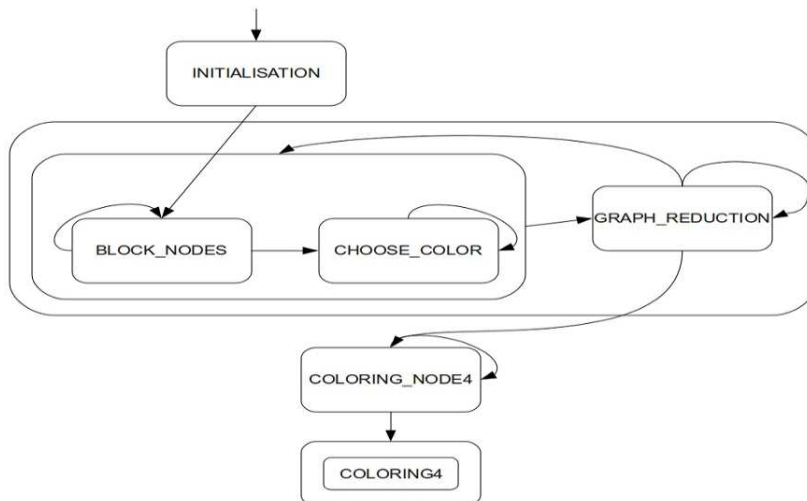 INITIALISATION
BLOCK_NODES
CHOOSE_COLOR
GRAPH_REDUCTION
COLORING_NODE4
COLORING4